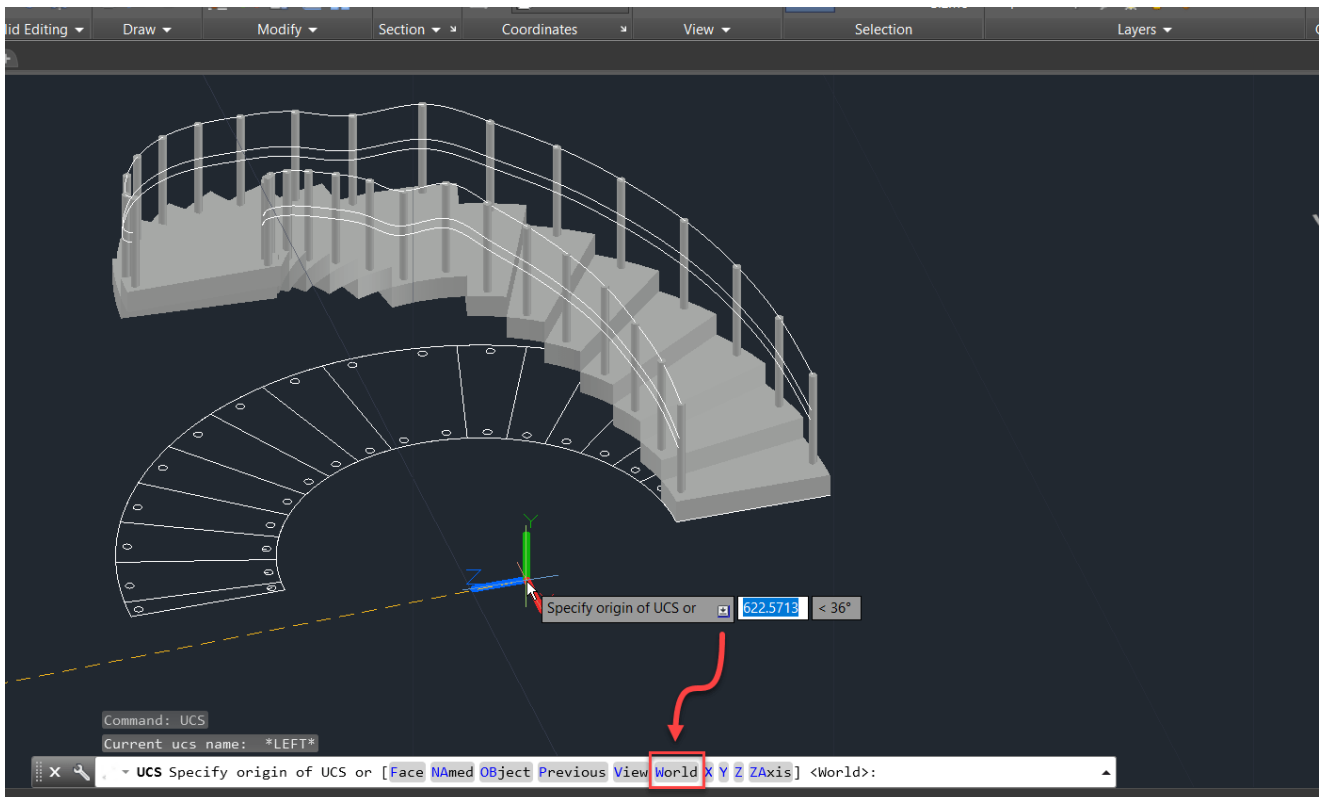 lid Editing Draw Modify Section Coordinates View Selection Layers
Y
Z
Specify origin of UCS or 622.5713 < 36°
Command: UCS
Current ucs name: *LEFT*
UCS Specify origin of UCS or [Face NAmed OBject Previous View World X Y Z ZAxis] <World>: